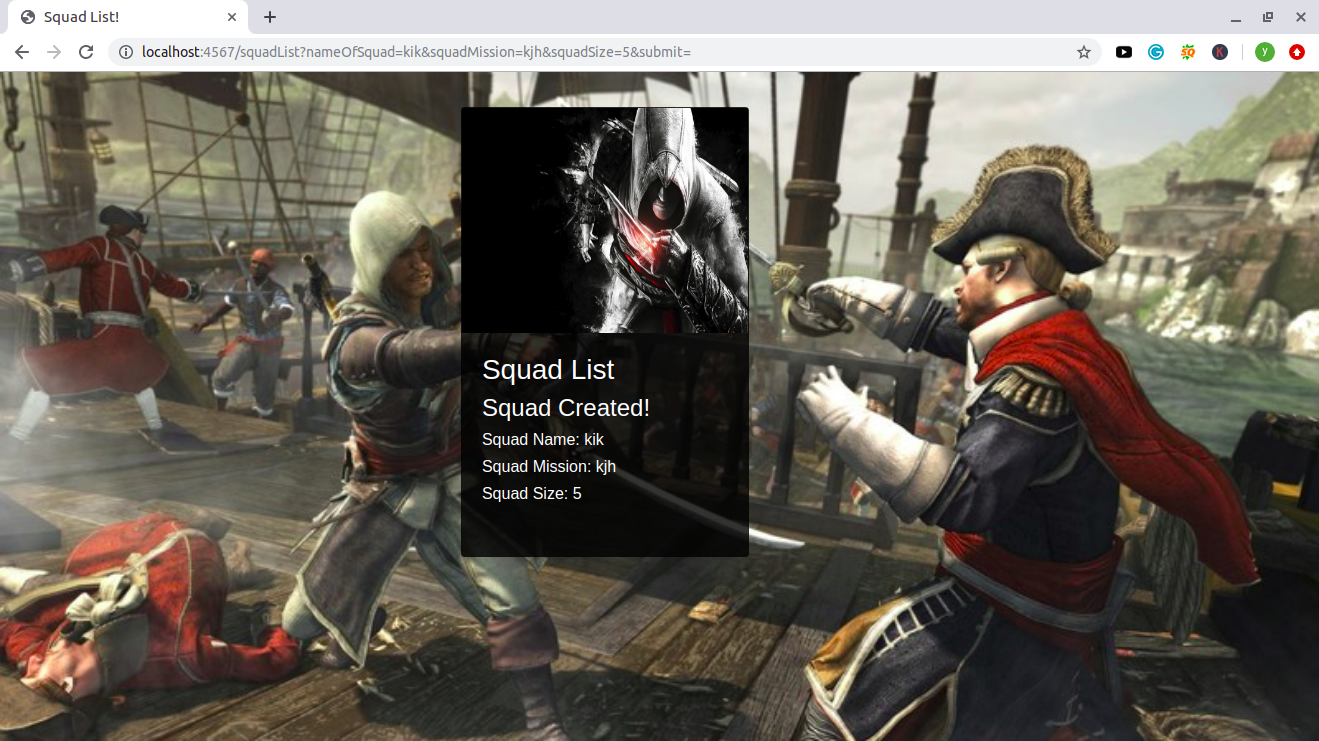 Squad List!
localhost:4567/squadList?nameOfSquad=kik&squadMission=kjh&squadSize=5&submit=
SQ
K
y
Squad List
Squad Created!
Squad Name: kik
Squad Mission: kjh
Squad Size: 5